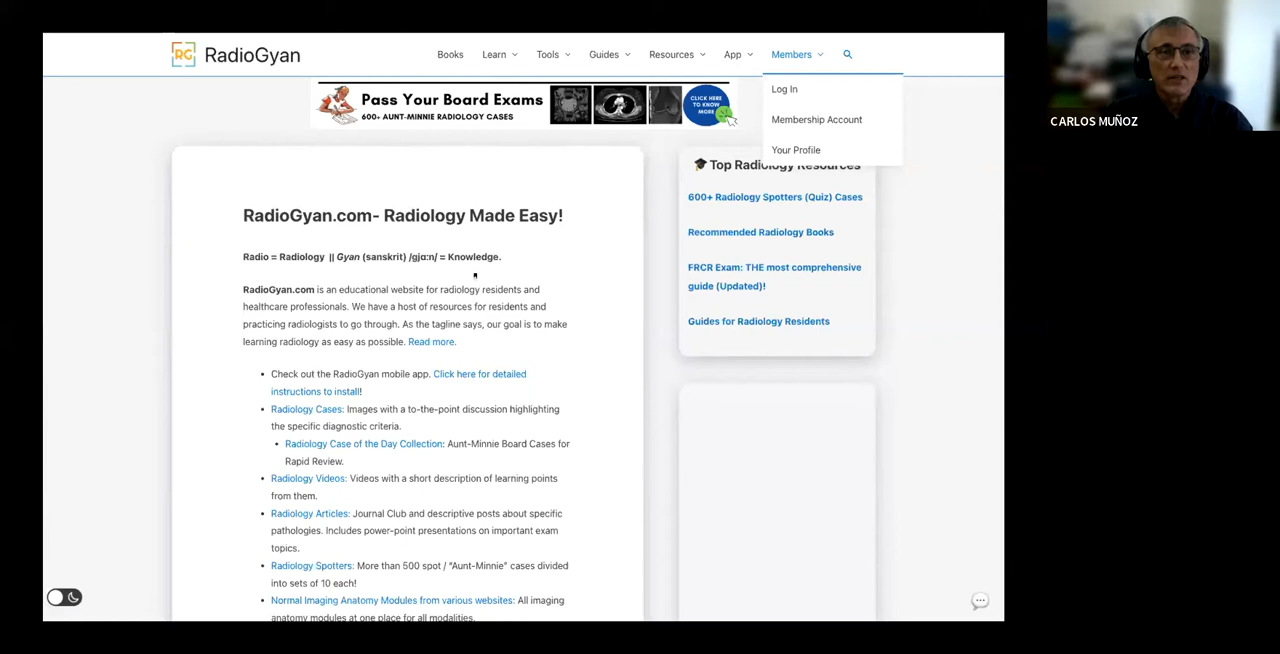 RG RadioGyan
Books Learn Tools Guides Resources App Members
Log In
Membership Account
Your Profile
Pass Your Board Exams
600+ AUNT-MINNIE RADIOLOGY CASES
CLICK HERE
TO KNOW
MORE
CARLOS MUÑOZ
RadioGyan.com- Radiology Made Easy!
Radio = Radiology || Gyan (sanskrit) /gjɑːn/ = Knowledge.
RadioGyan.com is an educational website for radiology residents and
healthcare professionals. We have a host of resources for residents and
practicing radiologists to go through. As the tagline says, our goal is to make
learning radiology as easy as possible. Read more.
• Check out the RadioGyan mobile app. Click here for detailed
instructions to install!
• Radiology Cases: Images with a to-the-point discussion highlighting
the specific diagnostic criteria.
• Radiology Case of the Day Collection: Aunt-Minnie Board Cases for
Rapid Review.
• Radiology Videos: Videos with a short description of learning points
from them.
• Radiology Articles: Journal Club and descriptive posts about specific
pathologies. Includes power-point presentations on important exam
topics.
• Radiology Spotters: More than 500 spot / "Aunt-Minnie" cases divided
into sets of 10 each!
• Normal Imaging Anatomy Modules from various websites: All imaging
anatomy modules at one place for all modalities.
Top Radiology Resources
600+ Radiology Spotters (Quiz) Cases
Recommended Radiology Books
FRCR Exam: THE most comprehensive
guide (Updated)!
Guides for Radiology Residents